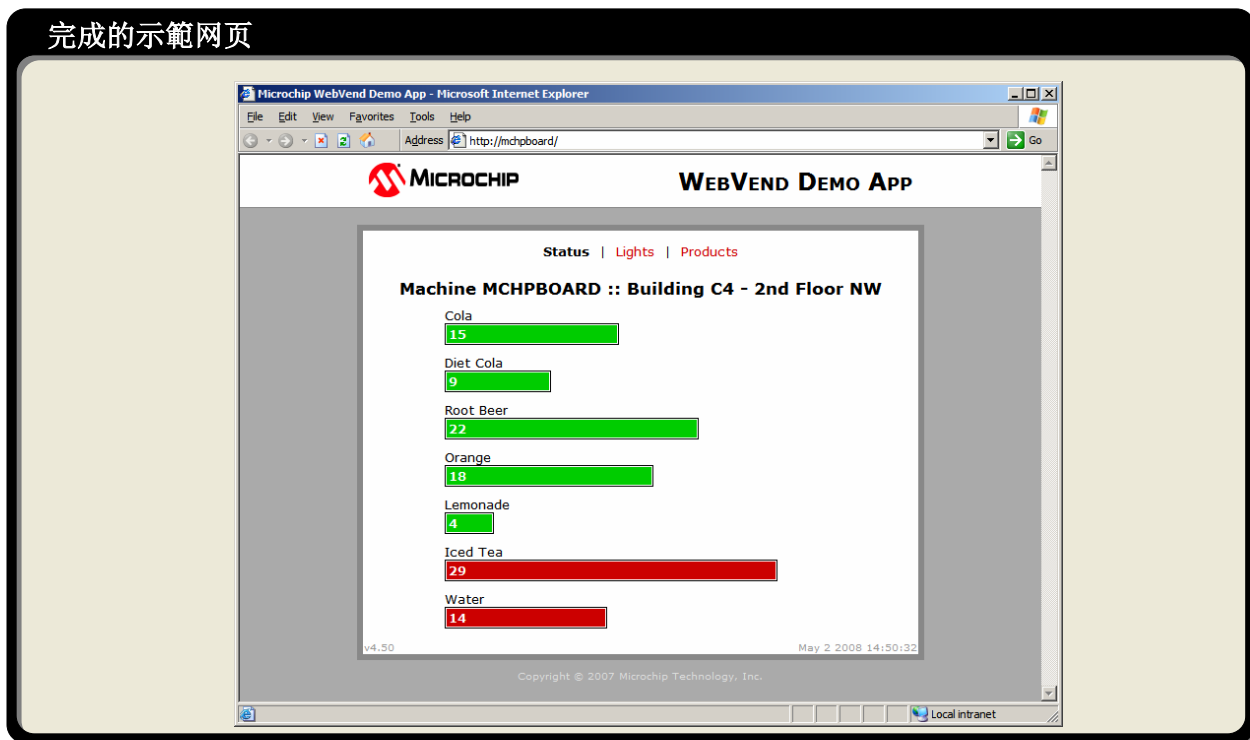 完成的示範网页
Microchip WebVend Demo App - Microsoft Internet Explorer
File Edit View Favorites Tools Help
Address http://mchpboard/ Go
MICROCHIP WEBVEND DEMO APP
Status | Lights | Products
Machine MCHPBOARD :: Building C4 - 2nd Floor NW
Cola
15
Diet Cola
9
Root Beer
22
Orange
18
Lemonade
4
Iced Tea
29
Water
14
v4.50 May 2 2008 14:50:32
Copyright © 2007 Microchip Technology, Inc.
Local intranet